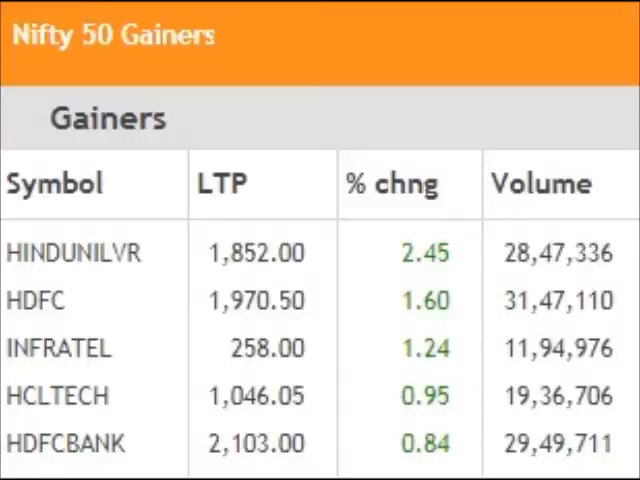 Nifty 50 Gainers
Gainers
Symbol LTP % chng Volume
HINDUNILVR 1,852.00 2.45 28,47,336
HDFC 1,970.50 1.60 31,47,110
INFRATEL 258.00 1.24 11,94,976
HCLTECH 1,046.05 0.95 19,36,706
HDFCBANK 2,103.00 0.84 29,49,711